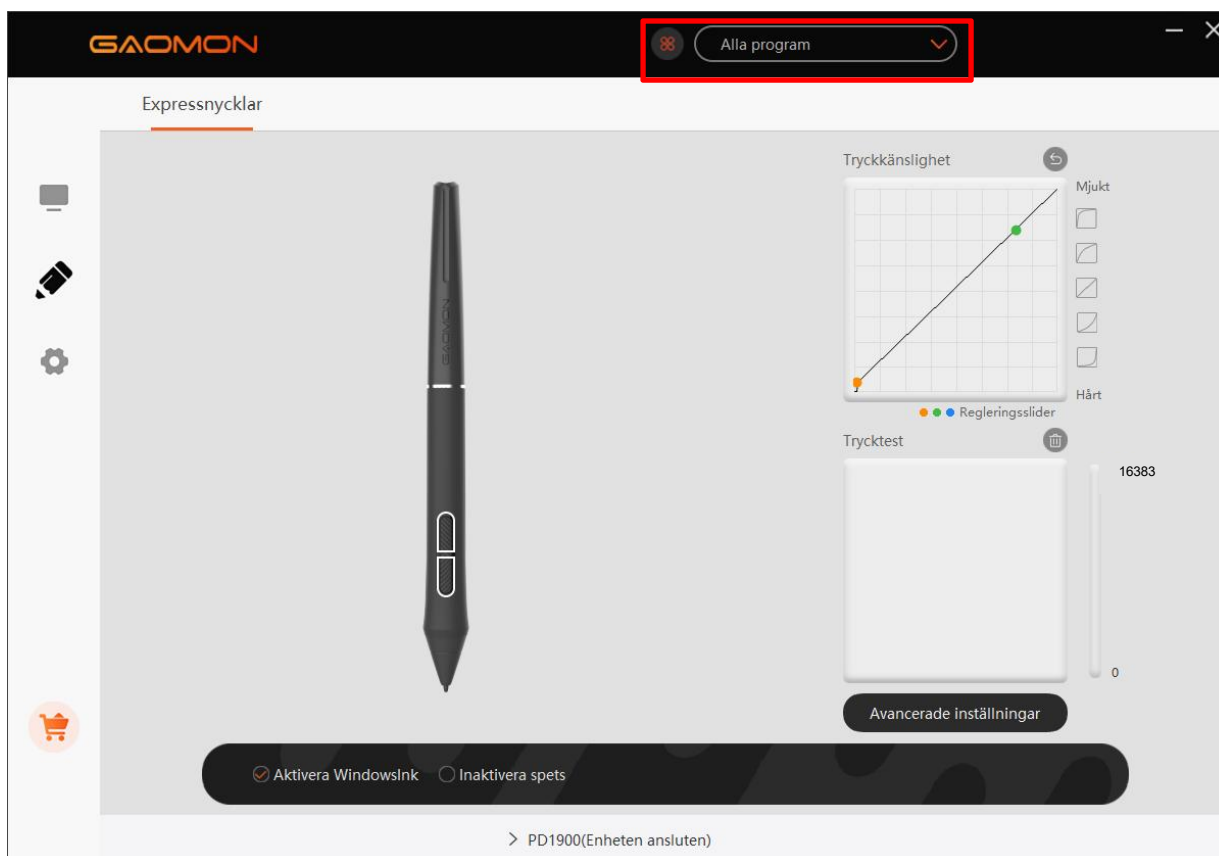 GAOMON
Alla program
Expressnycklar
Tryckkänslighet
Mjukt
GAOMON
Hårt
Regleringsslider
Trycktest
16383
0
Avancerade inställningar
Aktivera WindowsInk
Inaktivera spets
PD1900(Enheten ansluten)